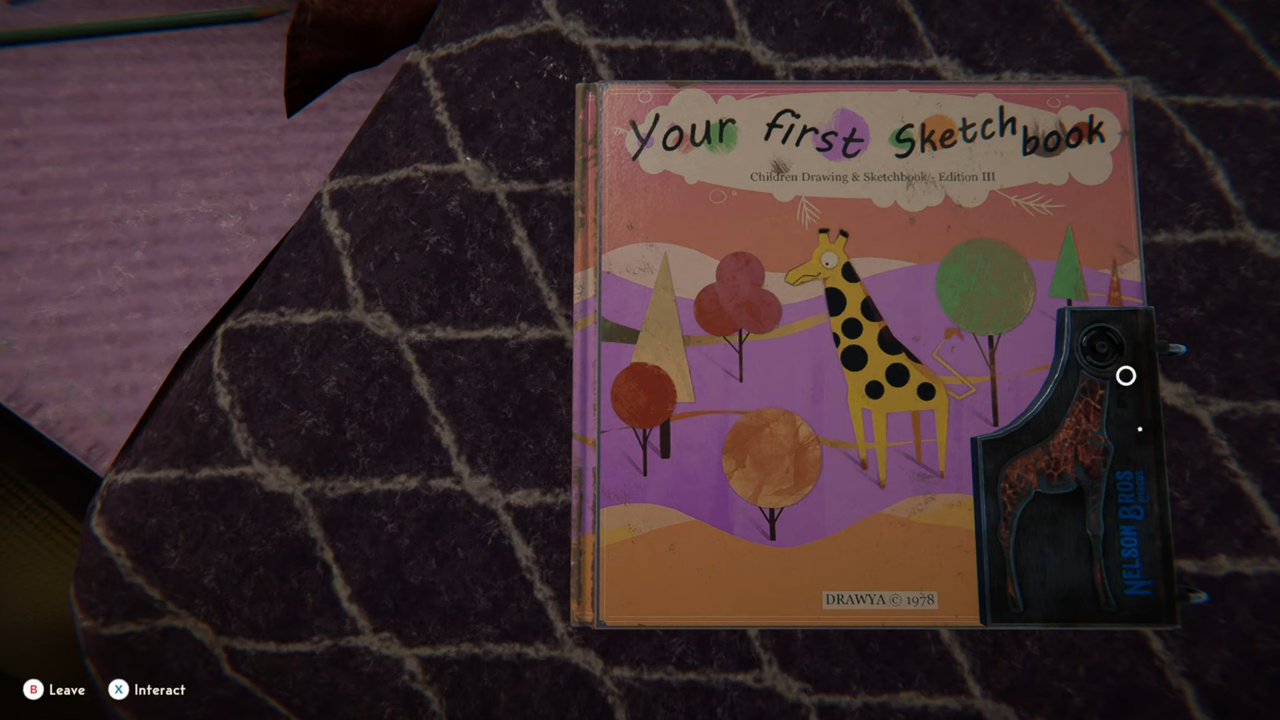 Your first Sketchbook
Children Drawing & Sketchbook - Edition III
NELSON BROS
DRAWYA © 1978
B Leave X Interact